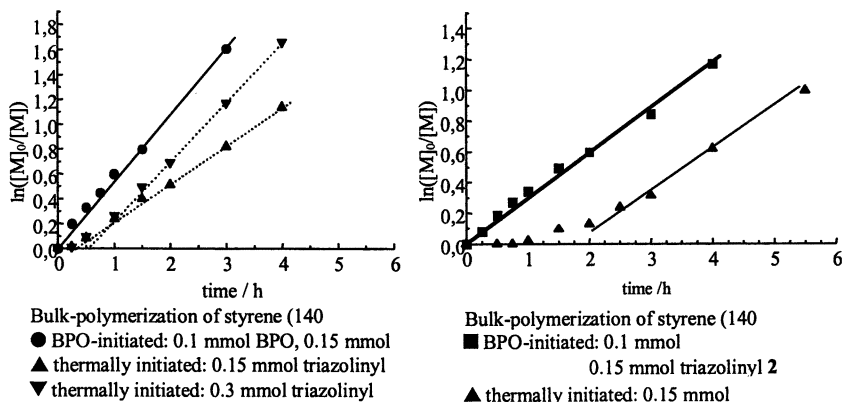 1,8
1,6
1,4
1,2
1,0
0,8
0,6
0,4
0,2
0,0
ln([M]₀/[M])
0 1 2 3 4 5 6
time / h
Bulk-polymerization of styrene (140
BPO-initiated: 0.1 mmol BPO, 0.15 mmol
thermally initiated: 0.15 mmol triazolinyl
thermally initiated: 0.3 mmol triazolinyl
1,4
1,2
1,0
0,8
0,6
0,4
0,2
0,0
ln([M]₀/[M])
0 1 2 3 4 5 6
time /h
Bulk-polymerization of styrene (140
BPO-initiated: 0.1 mmol
0.15 mmol triazolinyl 2
thermally initiated: 0.15 mmol